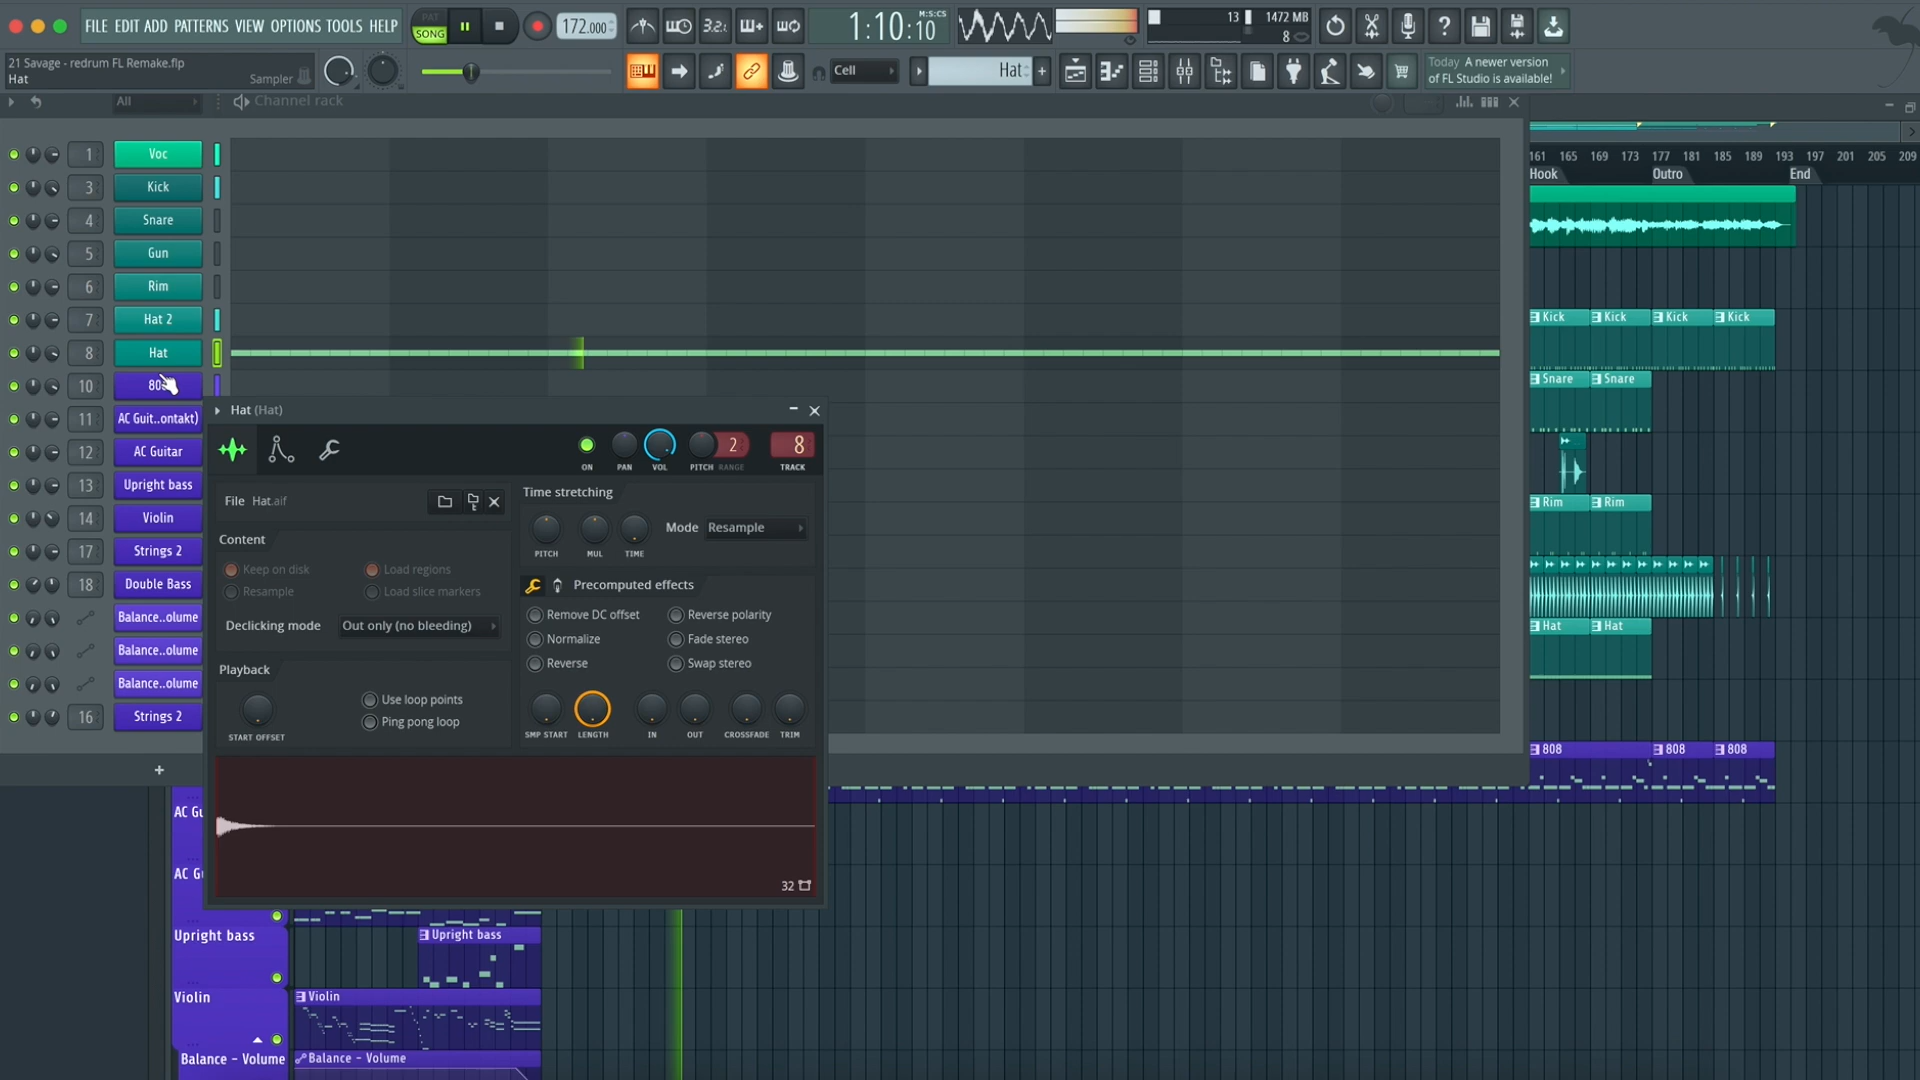 FILE EDIT ADD PATTERNS VIEW OPTIONS TOOLS HELP
PAT
SONG
172.000
3.2.
1:10:10
M:S:CS
13
1472 MB
8
21 Savage - redrum FL Remake.flp
Hat
Sampler
Cell
Hat
+
Today A newer version
of FL Studio is available!
All
Channel rack
1 Voc
3 Kick
4 Snare
5 Gun
6 Rim
7 Hat 2
8 Hat
10
11 AC Guit..ontakt)
12 AC Guitar
13 Upright bass
14 Violin
17 Strings 2
18 Double Bass
Balance..olume
Balance..olume
Balance..olume
16 Strings 2
+
Hat (Hat)
ON PAN VOL PITCH RANGE TRACK
2
8
File Hat.aif
Content
Keep on disk
Load regions
Resample
Load slice markers
Declicking mode Out only (no bleeding)
Playback
START OFFSET
Use loop points
Ping pong loop
Time stretching
PITCH MUL TIME
Mode Resample
Precomputed effects
Remove DC offset
Reverse polarity
Normalize
Fade stereo
Reverse
Swap stereo
SMP START LENGTH IN OUT CROSSFADE TRIM
32
161 165 169 173 177 181 185 189 193 197 201 205 209
Hook Outro End
Kick Kick Kick Kick
Snare Snare
Rim Rim
Hat Hat
808 808 808
Upright bass
Upright bass
Violin
Violin
Balance - Volume
Balance - Volume